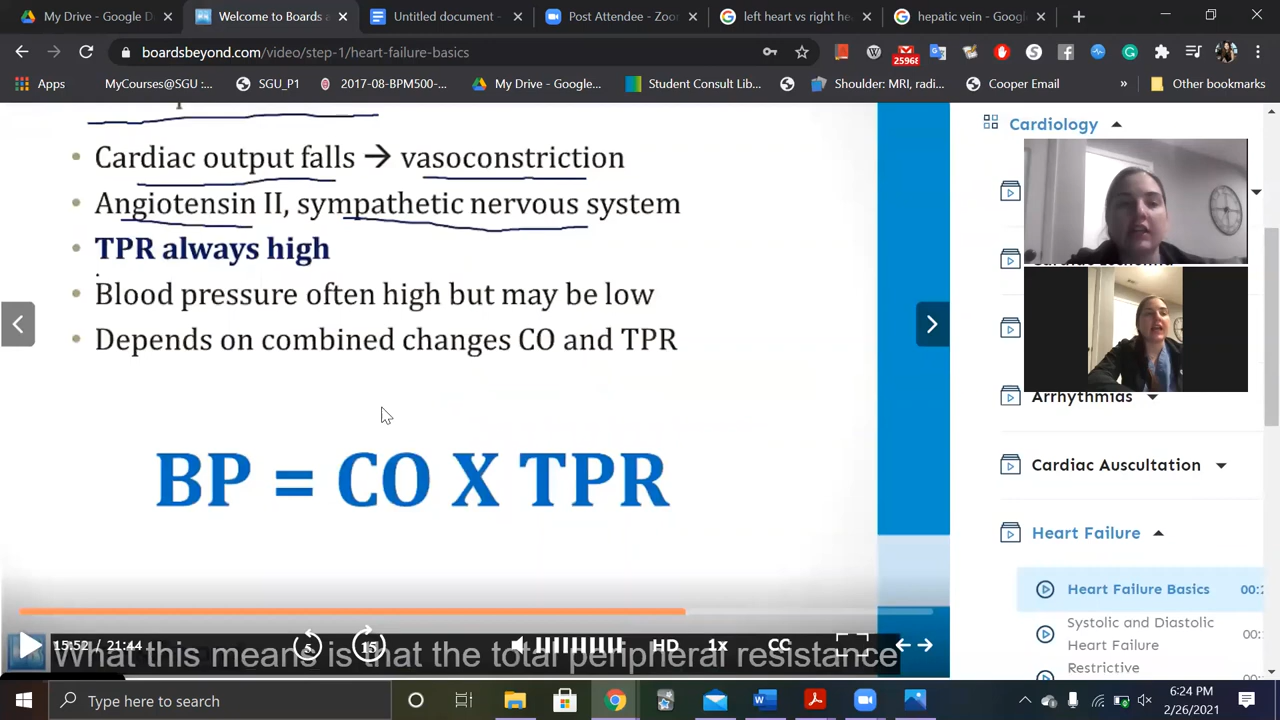 My Drive - Google D
Welcome to Boards a
Untitled document -
Post Attendee - Zoo
left heart vs right he
hepatic vein - Googl
boardsbeyond.com/video/step-1/heart-failure-basics
25968
Apps
MyCourses@SGU :...
SGU_P1
2017-08-BPM500-...
My Drive - Google...
Student Consult Lib...
Shoulder: MRI, radi...
Cooper Email
»
Other bookmarks
Cardiac output falls → vasoconstriction
Angiotensin II, sympathetic nervous system
TPR always high
Blood pressure often high but may be low
Depends on combined changes CO and TPR
BP = CO X TPR
15:52 / 21:44
5
15
HD
1x
CC
What this means is that the total peripheral resistance
Cardiology
Arrhythmias
Cardiac Auscultation
Heart Failure
Heart Failure Basics
00:
Systolic and Diastolic
Heart Failure
00:
Restrictive
Type here to search
6:24 PM
2/26/2021